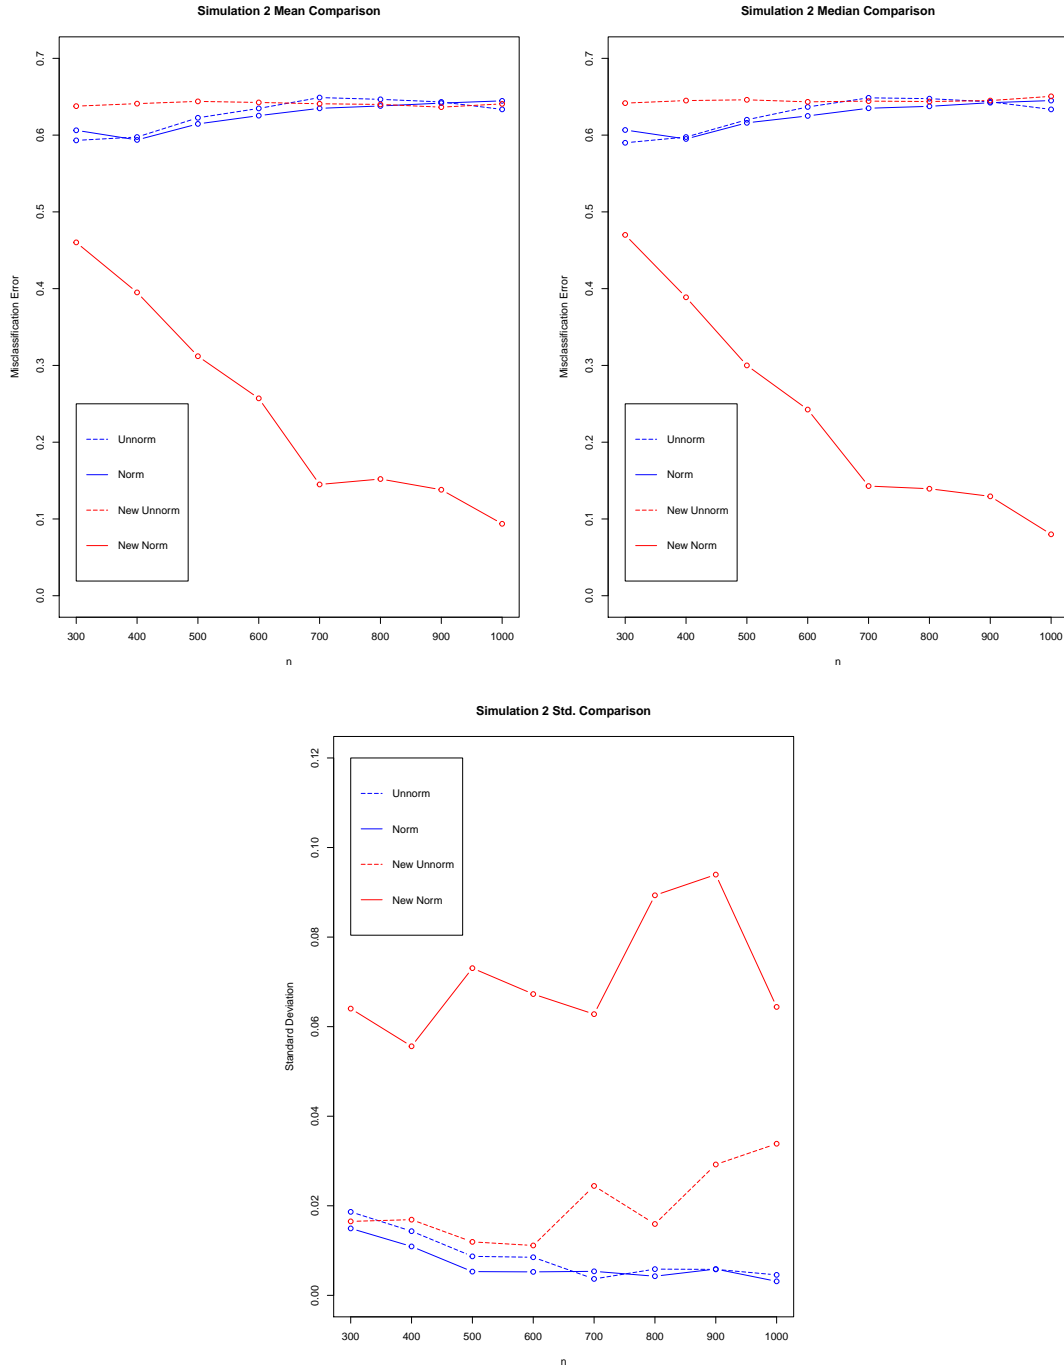 Simulation 2 Mean Comparison
Misclassification Error
0.7
0.6
0.5
0.4
0.3
0.2
0.1
0.0
Unnorm
Norm
New Unnorm
New Norm
300 400 500 600 700 800 900 1000
n
Simulation 2 Median Comparison
Misclassification Error
0.7
0.6
0.5
0.4
0.3
0.2
0.1
0.0
Unnorm
Norm
New Unnorm
New Norm
300 400 500 600 700 800 900 1000
n
Simulation 2 Std. Comparison
Standard Deviation
0.12
0.10
0.08
0.06
0.04
0.02
0.00
Unnorm
Norm
New Unnorm
New Norm
300 400 500 600 700 800 900 1000
n